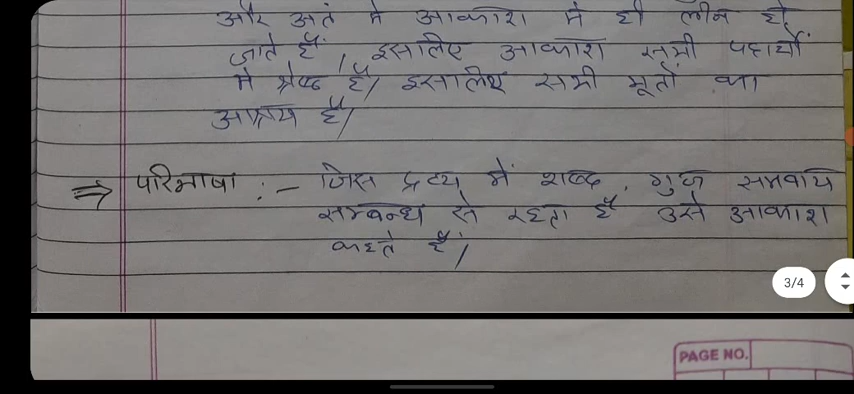 और अंत मे आकाश मे ही लीन हो
जाते हैं, इसलिए आकाश सभी पदार्थों
मे श्रेष्ठ है/ इसलिए सभी भूतों का
आश्रय है/
⇒ परिभाषा :- जिस द्रव्य में शब्द गुण समवाय
सम्बन्ध से रहता है उसे आकाश
कहते हैं/
3/4
PAGE NO.